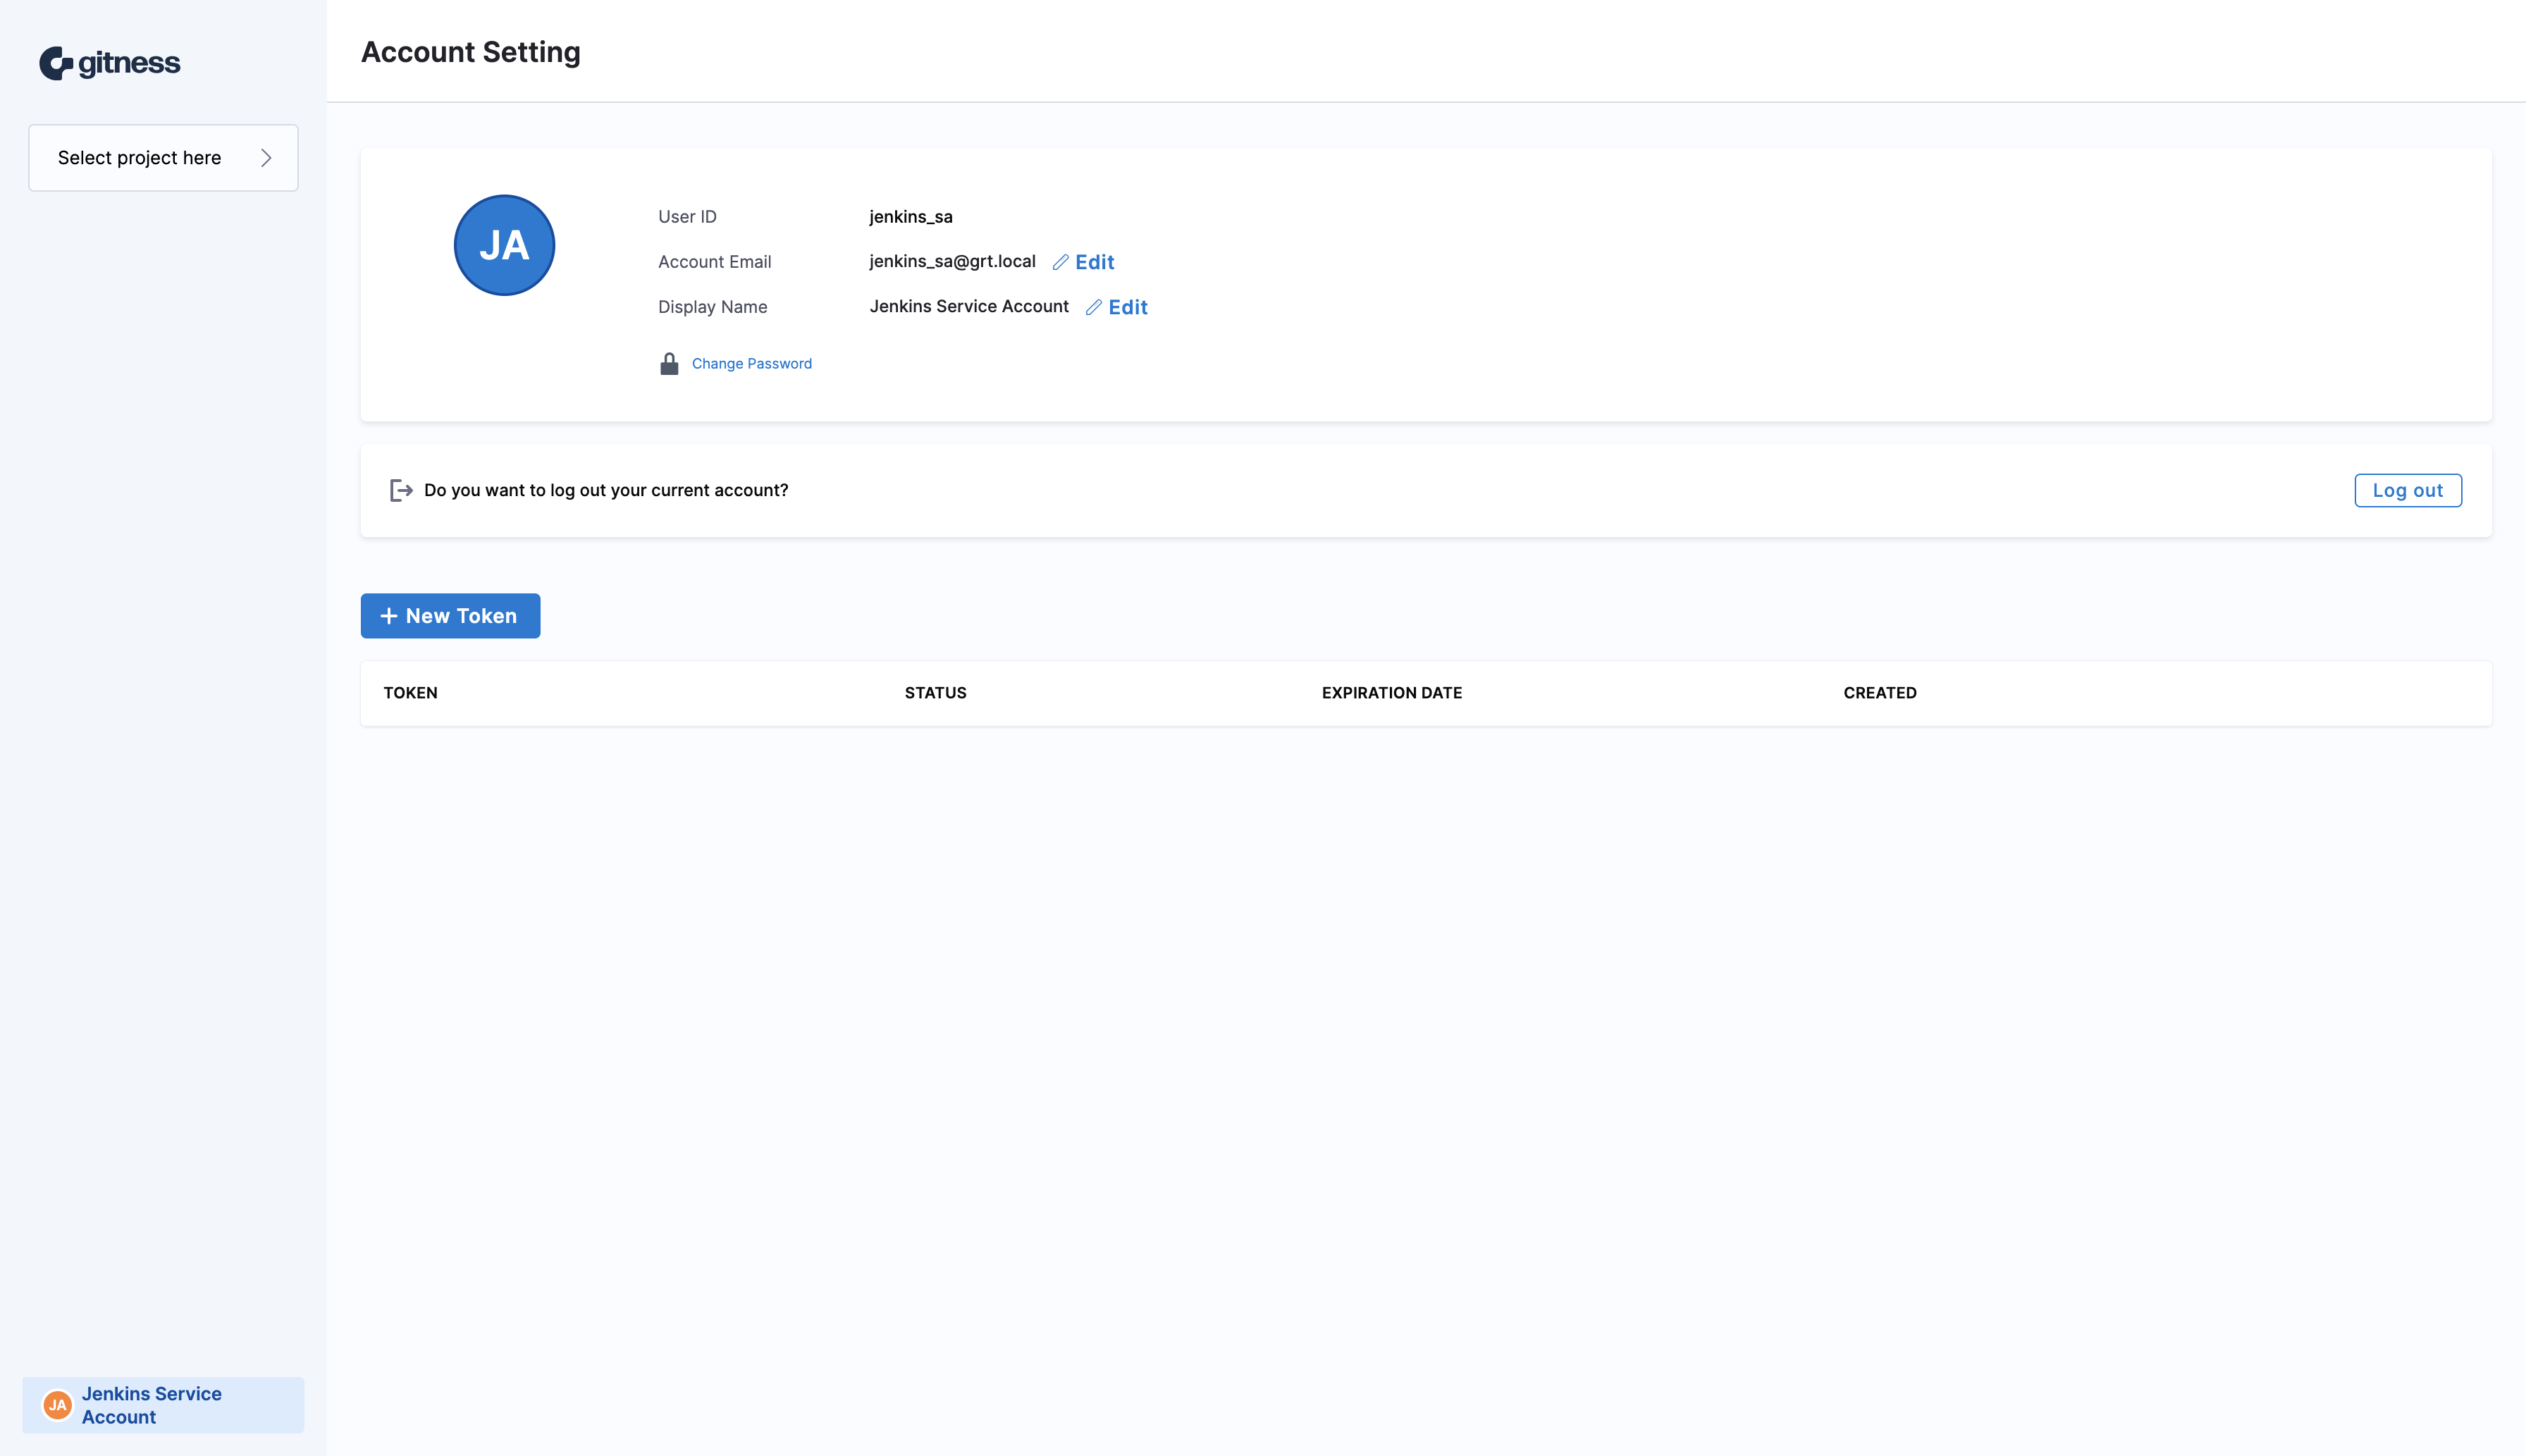 gitness
Select project here
Account Setting
JA
User ID jenkins_sa
Account Email jenkins_sa@grt.local Edit
Display Name Jenkins Service Account Edit
Change Password
Do you want to log out your current account? Log out
+ New Token
TOKEN STATUS EXPIRATION DATE CREATED
JA
Jenkins Service
Account